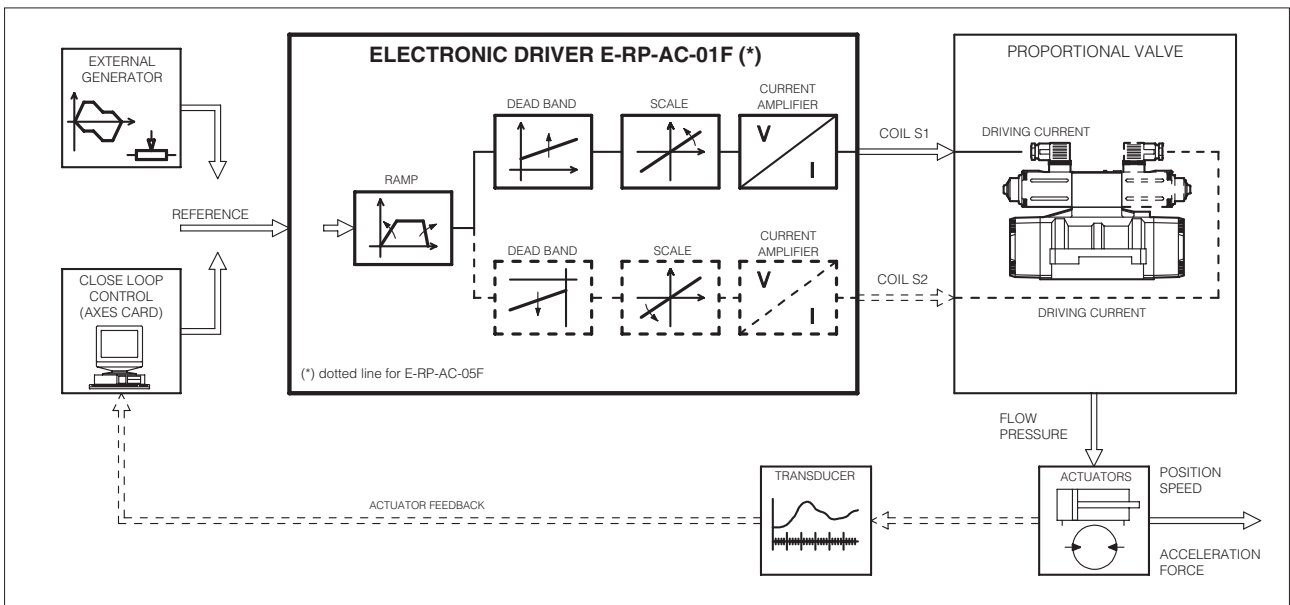 EXTERNAL
GENERATOR
ELECTRONIC DRIVER E-RP-AC-01F (*)
PROPORTIONAL VALVE
DEAD BAND
SCALE
CURRENT
AMPLIFIER
V
I
COIL S1
DRIVING CURRENT
RAMP
REFERENCE
DEAD BAND
SCALE
CURRENT
AMPLIFIER
V
I
COIL S2
DRIVING CURRENT
CLOSE LOOP
CONTROL
(AXES CARD)
(*) dotted line for E-RP-AC-05F
FLOW
PRESSURE
TRANSDUCER
ACTUATORS
POSITION
SPEED
ACTUATOR FEEDBACK
ACCELERATION
FORCE